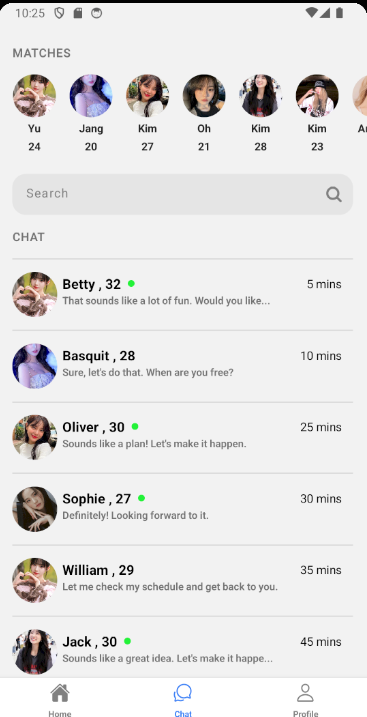 10:25
MATCHES
Yu Jang Kim Oh Kim Kim
24 20 27 21 28 23
Search
CHAT
Betty , 32 5 mins
That sounds like a lot of fun. Would you like...
Basquit , 28 10 mins
Sure, let's do that. When are you free?
Oliver , 30 25 mins
Sounds like a plan! Let's make it happen.
Sophie , 27 30 mins
Definitely! Looking forward to it.
William , 29 35 mins
Let me check my schedule and get back to you.
Jack , 30 45 mins
Sounds like a great idea. Let's make it happe...
Home Chat Profile